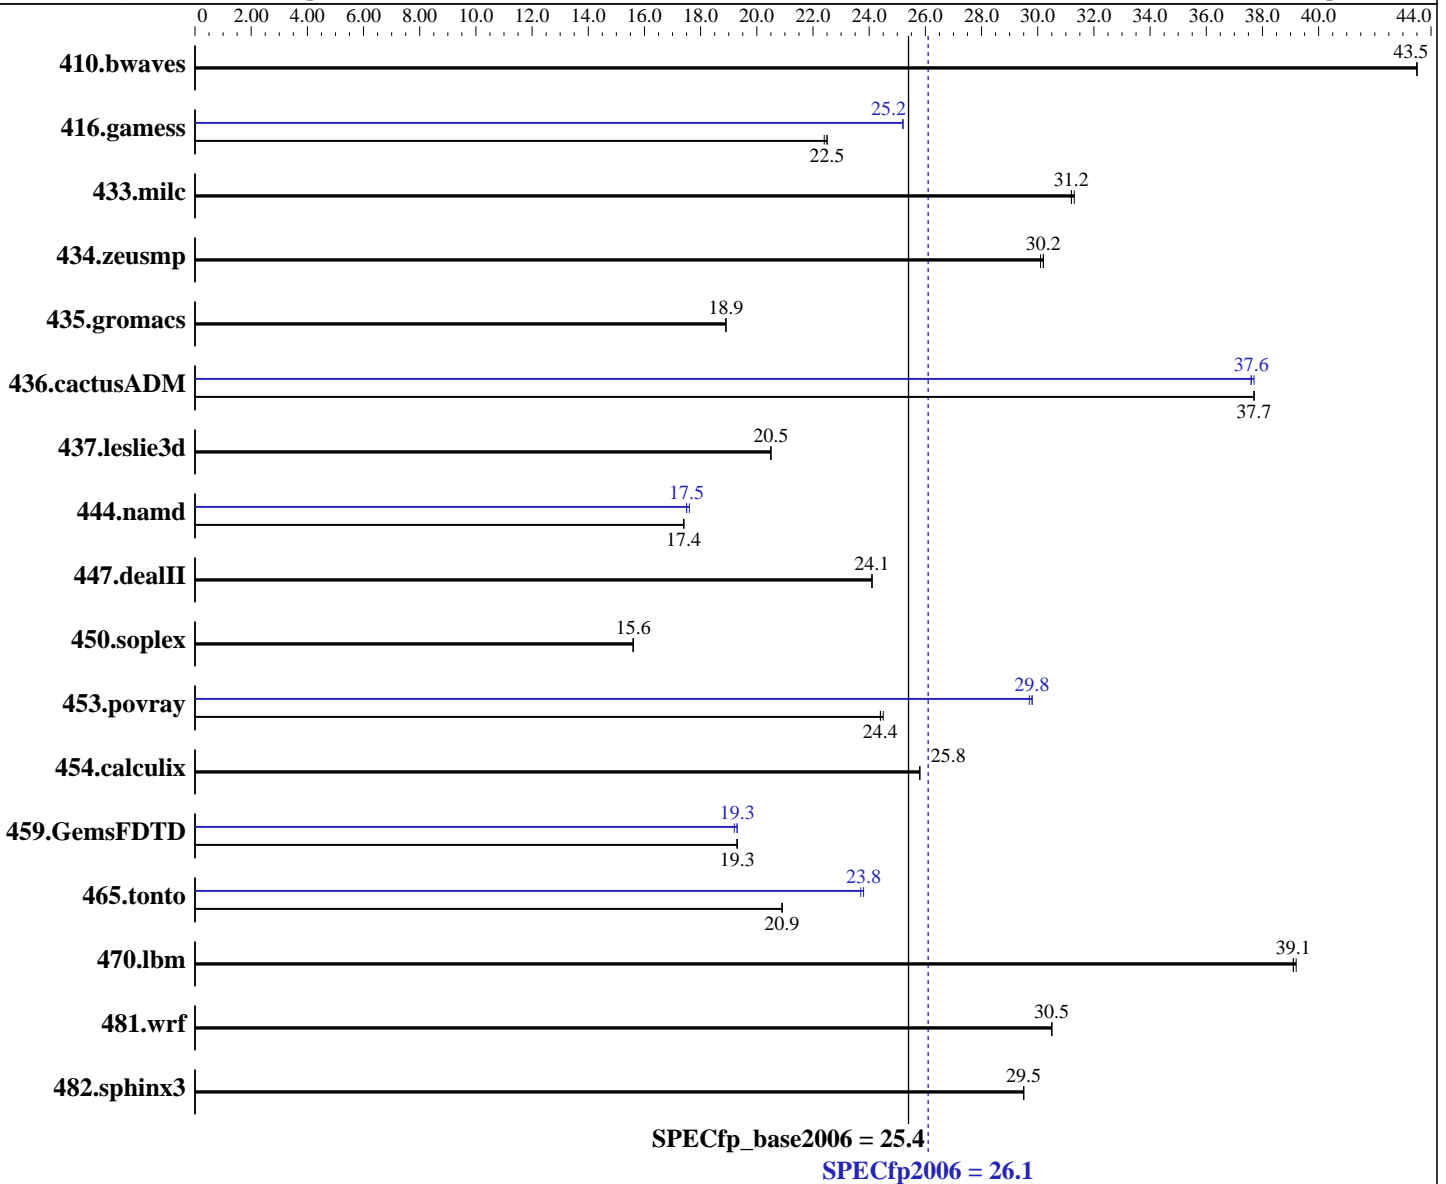 0 2.00 4.00 6.00 8.00 10.0 12.0 14.0 16.0 18.0 20.0 22.0 24.0 26.0 28.0 30.0 32.0 34.0 36.0 38.0 40.0 44.0
410.bwaves 43.5
416.gamess 25.2
22.5
433.milc 31.2
434.zeusmp 30.2
435.gromacs 18.9
436.cactusADM 37.6
37.7
437.leslie3d 20.5
444.namd 17.5
17.4
447.dealII 24.1
450.soplex 15.6
453.povray 29.8
24.4
454.calculix 25.8
459.GemsFDTD 19.3
19.3
465.tonto 23.8
20.9
470.lbm 39.1
481.wrf 30.5
482.sphinx3 29.5
SPECfp_base2006 = 25.4
SPECfp2006 = 26.1